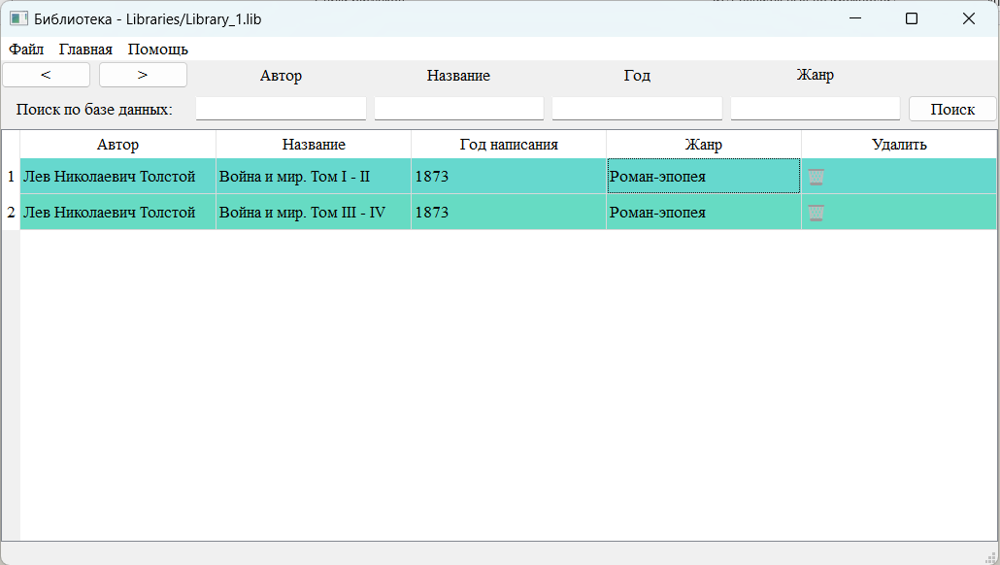 Библиотека - Libraries/Library_1.lib
Файл Главная Помощь
< > Автор Название Год Жанр
Поиск по базе данных: Поиск
Автор Название Год написания Жанр Удалить
1 Лев Николаевич Толстой Война и мир. Том I - II 1873 Роман-эпопея
2 Лев Николаевич Толстой Война и мир. Том III - IV 1873 Роман-эпопея